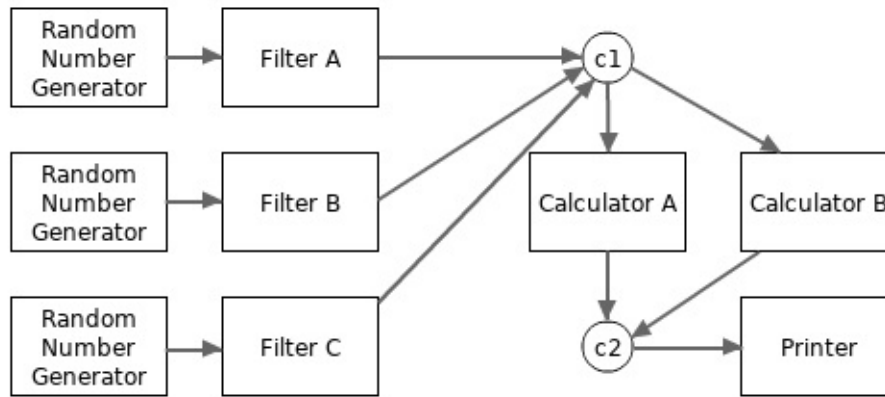 Random
Number
Generator
Filter A
c1
Random
Number
Generator
Filter B
Calculator A
Calculator B
Random
Number
Generator
Filter C
c2
Printer